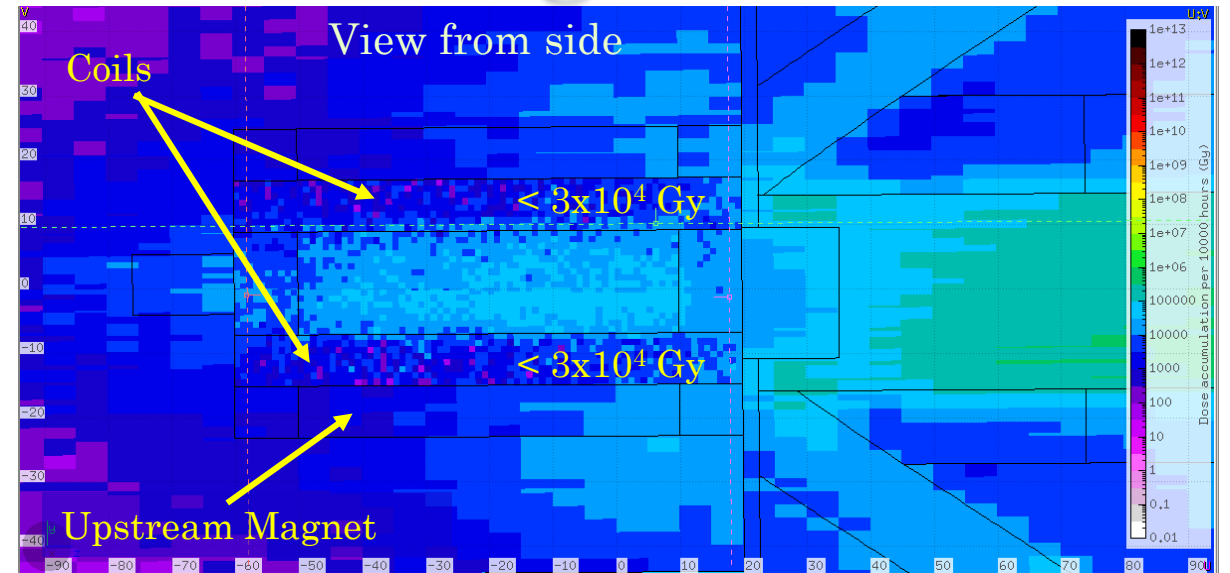 V
U;V
View from side
Coils
< 3x10⁴ Gy
< 3x10⁴ Gy
Upstream Magnet
40
30
20
10
0
-10
-20
-30
-40
y
-90 -80 -70 -60 -50 -40 -30 -20 -10 0 10 20 30 40 50 60 70 80 90
1e+13
1e+12
1e+11
1e+10
1e+09
1e+08
1e+07
1e+06
100000
10000
1000
100
10
1
0.1
0.01
Dose accumulation per 10000 hours (Gy)